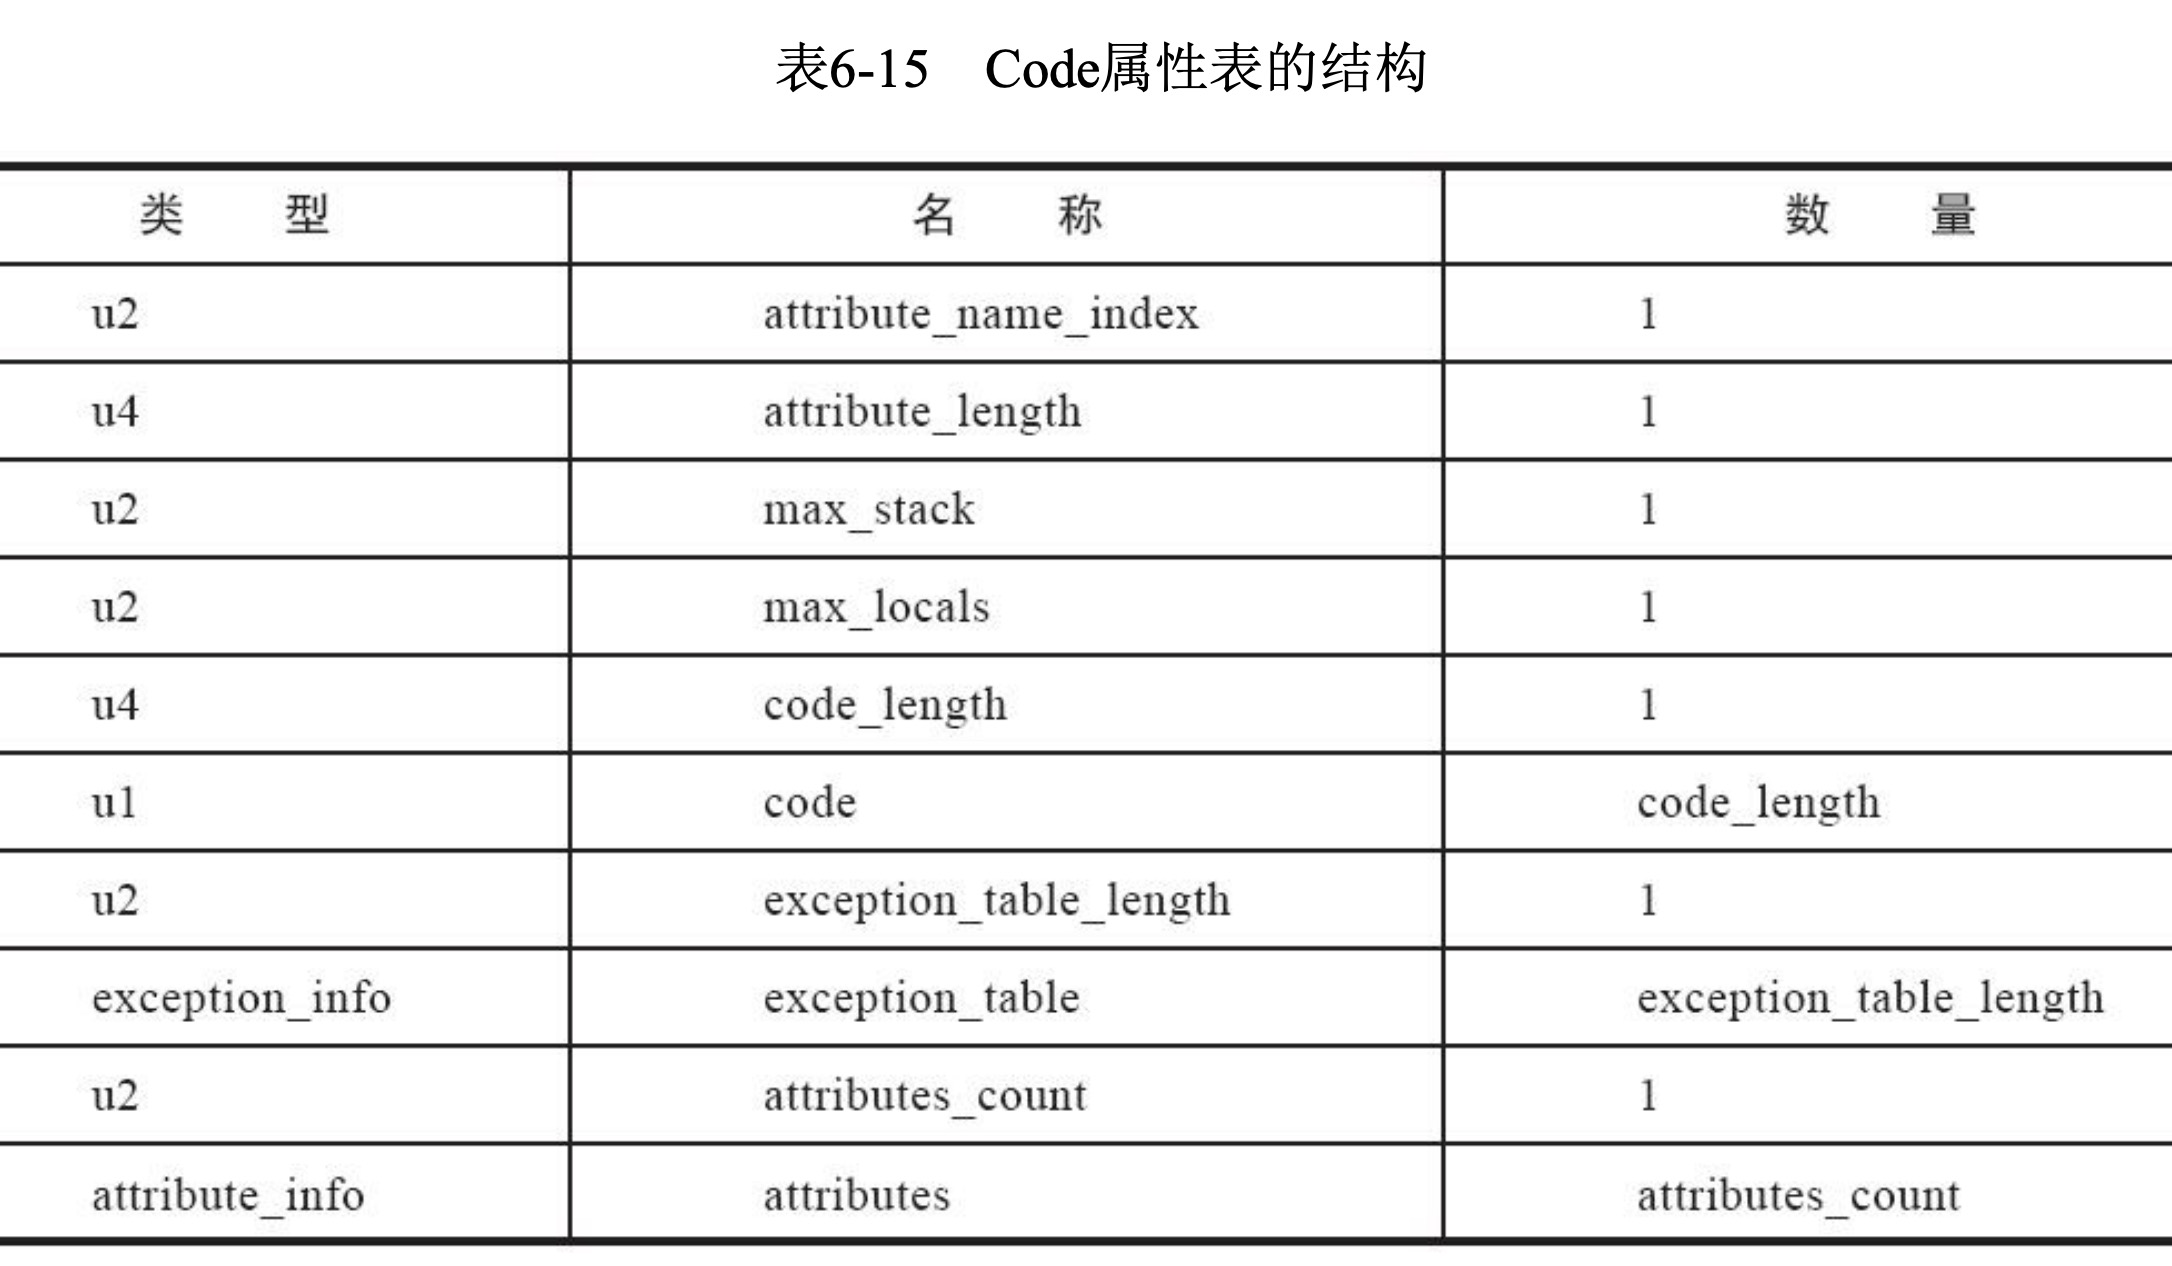 表6-15 Code属性表的结构
类 型 名 称 数 量
u2 attribute_name_index 1
u4 attribute_length 1
u2 max_stack 1
u2 max_locals 1
u4 code_length 1
u1 code code_length
u2 exception_table_length 1
exception_info exception_table exception_table_length
u2 attributes_count 1
attribute_info attributes attributes_count